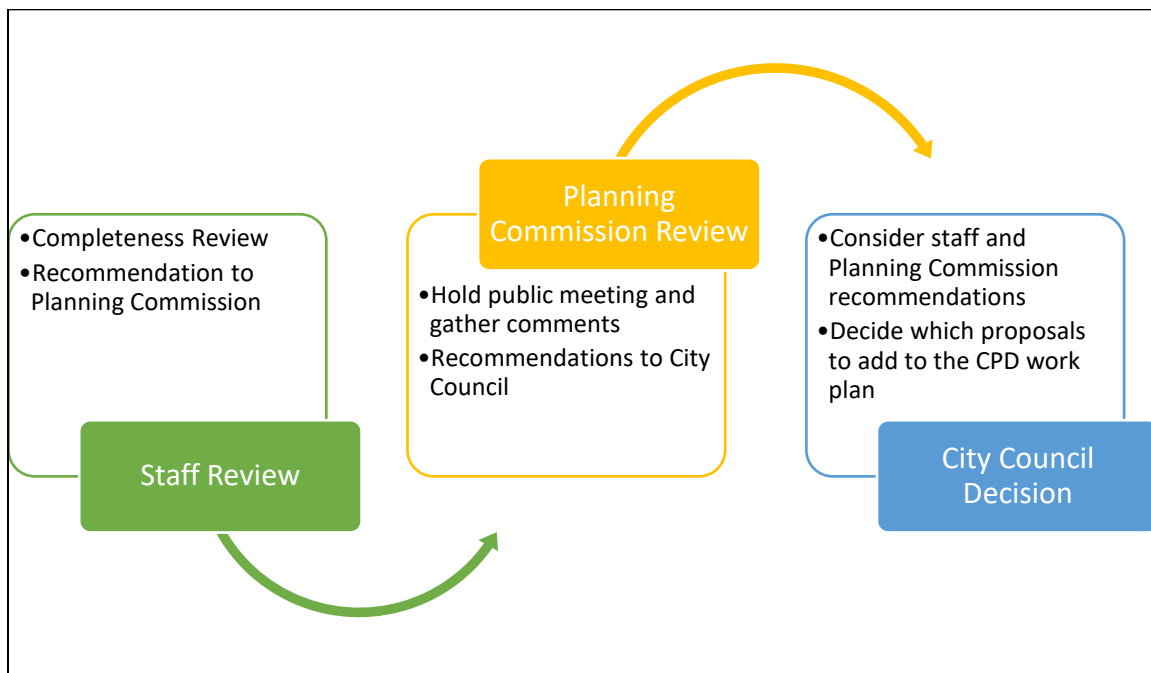 •Completeness Review
•Recommendation to
Planning Commission
Staff Review
Planning
Commission Review
•Hold public meeting and
gather comments
•Recommendations to City
Council
•Consider staff and
Planning Commission
recommendations
•Decide which proposals
to add to the CPD work
plan
City Council
Decision